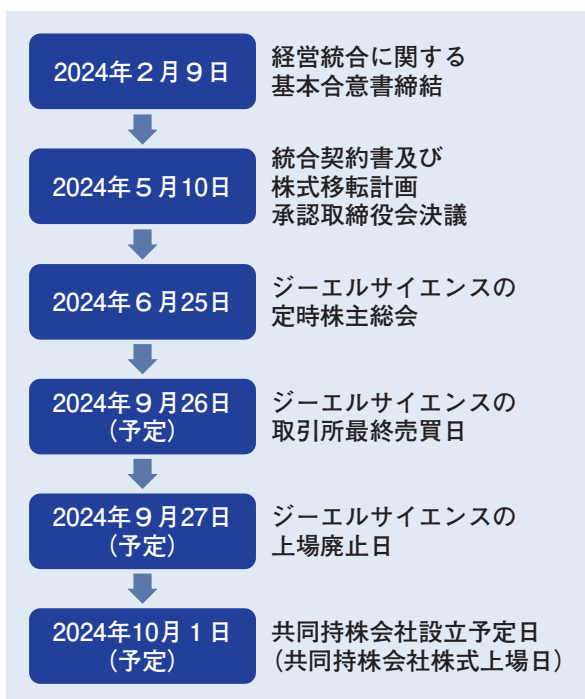 2024年2月9日
経営統合に関する
基本合意書締結
2024年5月10日
統合契約書及び
株式移転計画
承認取締役会決議
2024年6月25日
ジーエルサイエンスの
定時株主総会
2024年9月26日
(予定)
ジーエルサイエンスの
取引所最終売買日
2024年9月27日
(予定)
ジーエルサイエンスの
上場廃止日
2024年10月1日
(予定)
共同持株会社設立予定日
(共同持株会社株式上場日)